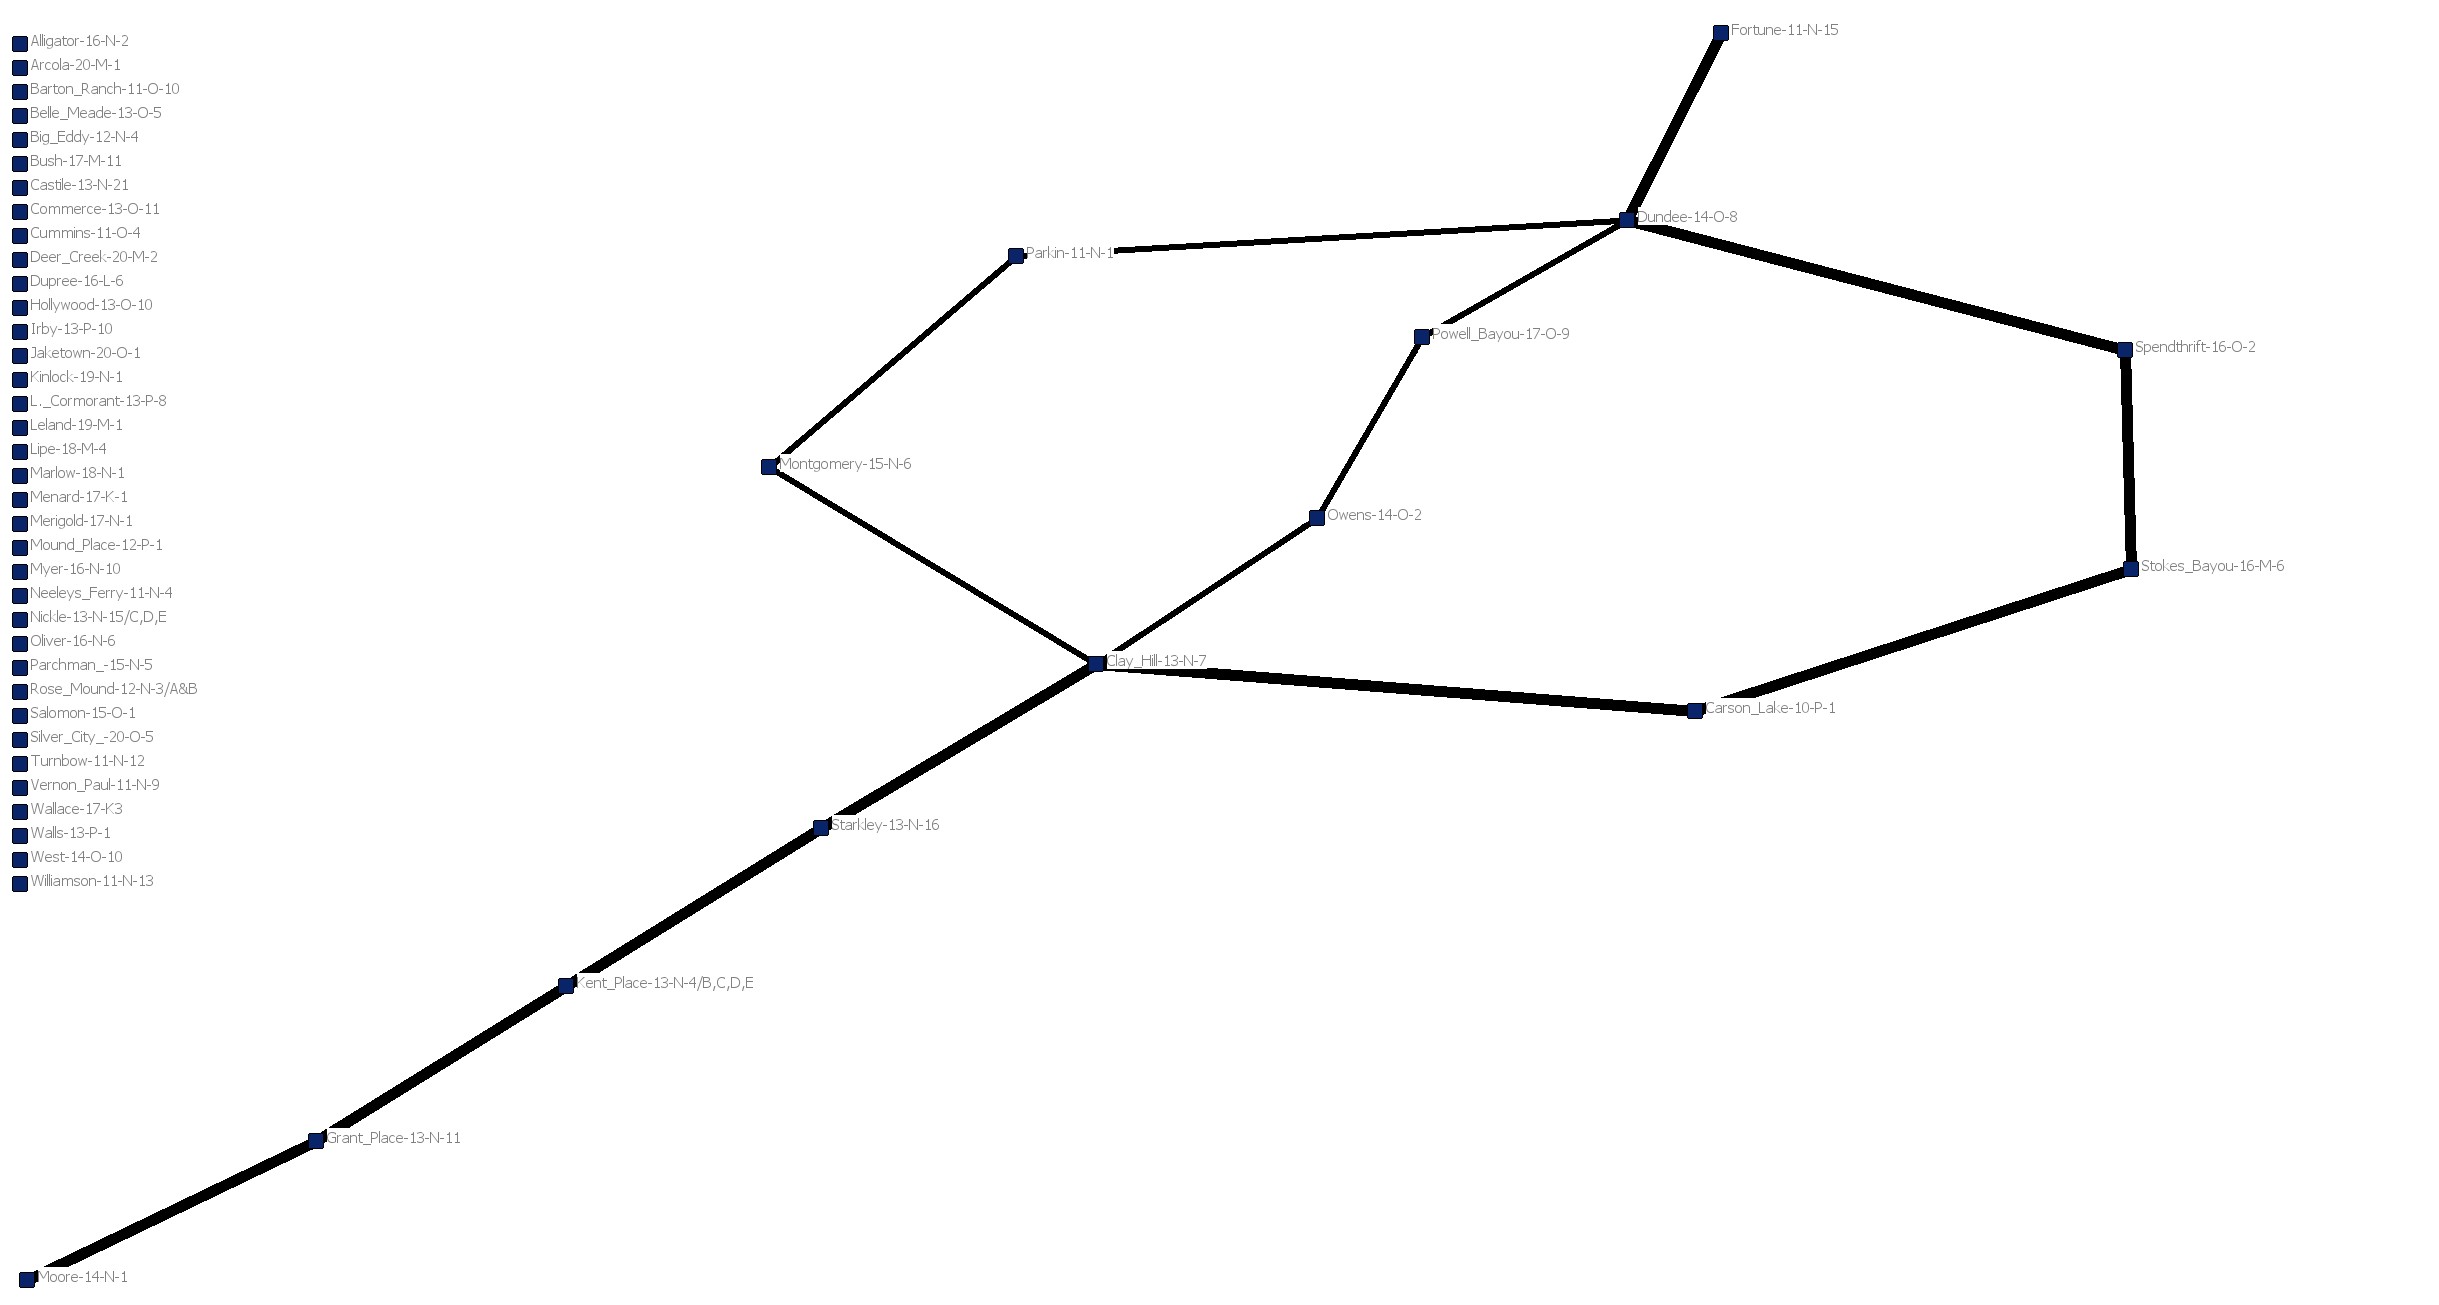 Alligator-16-N-2
Arcola-20-M-1
Barton_Ranch-11-O-10
Belle_Meade-13-O-5
Big_Eddy-12-N-4
Bush-17-M-11
Castile-13-N-21
Commerce-13-O-11
Cummins-11-O-4
Deer_Creek-20-M-2
Dupree-16-L-6
Hollywood-13-O-10
Irby-13-P-10
Jaketown-20-O-1
Kinlock-19-N-1
L._Cormorant-13-P-8
Leland-19-M-1
Lipe-18-M-4
Marlow-18-N-1
Menard-17-K-1
Merigold-17-N-1
Mound_Place-12-P-1
Myer-16-N-10
Neeleys_Ferry-11-N-4
Nickle-13-N-15/C,D,E
Oliver-16-N-6
Parchman_-15-N-5
Rose_Mound-12-N-3/A&B
Salomon-15-O-1
Silver_City_-20-O-5
Turnbow-11-N-12
Vernon_Paul-11-N-9
Wallace-17-K3
Walls-13-P-1
West-14-O-10
Williamson-11-N-13
Fortune-11-N-15
Dundee-14-O-8
Parkin-11-N-1
Powell_Bayou-17-O-9
Spendthrift-16-O-2
Montgomery-15-N-6
Owens-14-O-2
Stokes_Bayou-16-M-6
Clay_Hill-13-N-7
Carson_Lake-10-P-1
Starkley-13-N-16
Kent_Place-13-N-4/B,C,D,E
Grant_Place-13-N-11
Moore-14-N-1